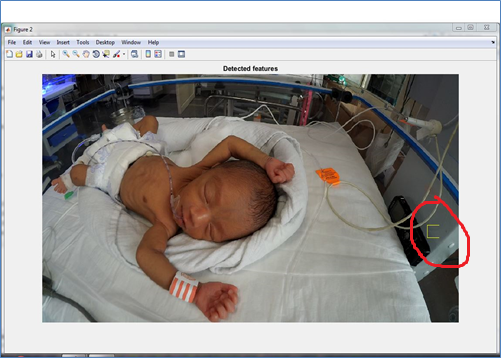 Figure 2
File Edit View Insert Tools Desktop Window Help
Detected features